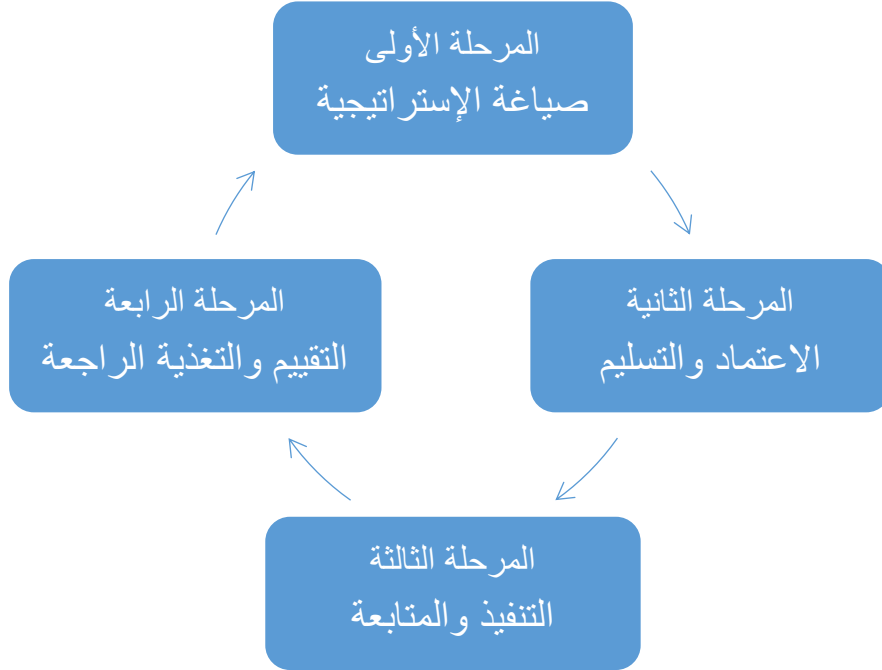 المرحلة الأولى
صياغة الإستراتيجية
المرحلة الثانية
الاعتماد والتسليم
المرحلة الثالثة
التنفيذ والمتابعة
المرحلة الرابعة
التقييم والتغذية الراجعة